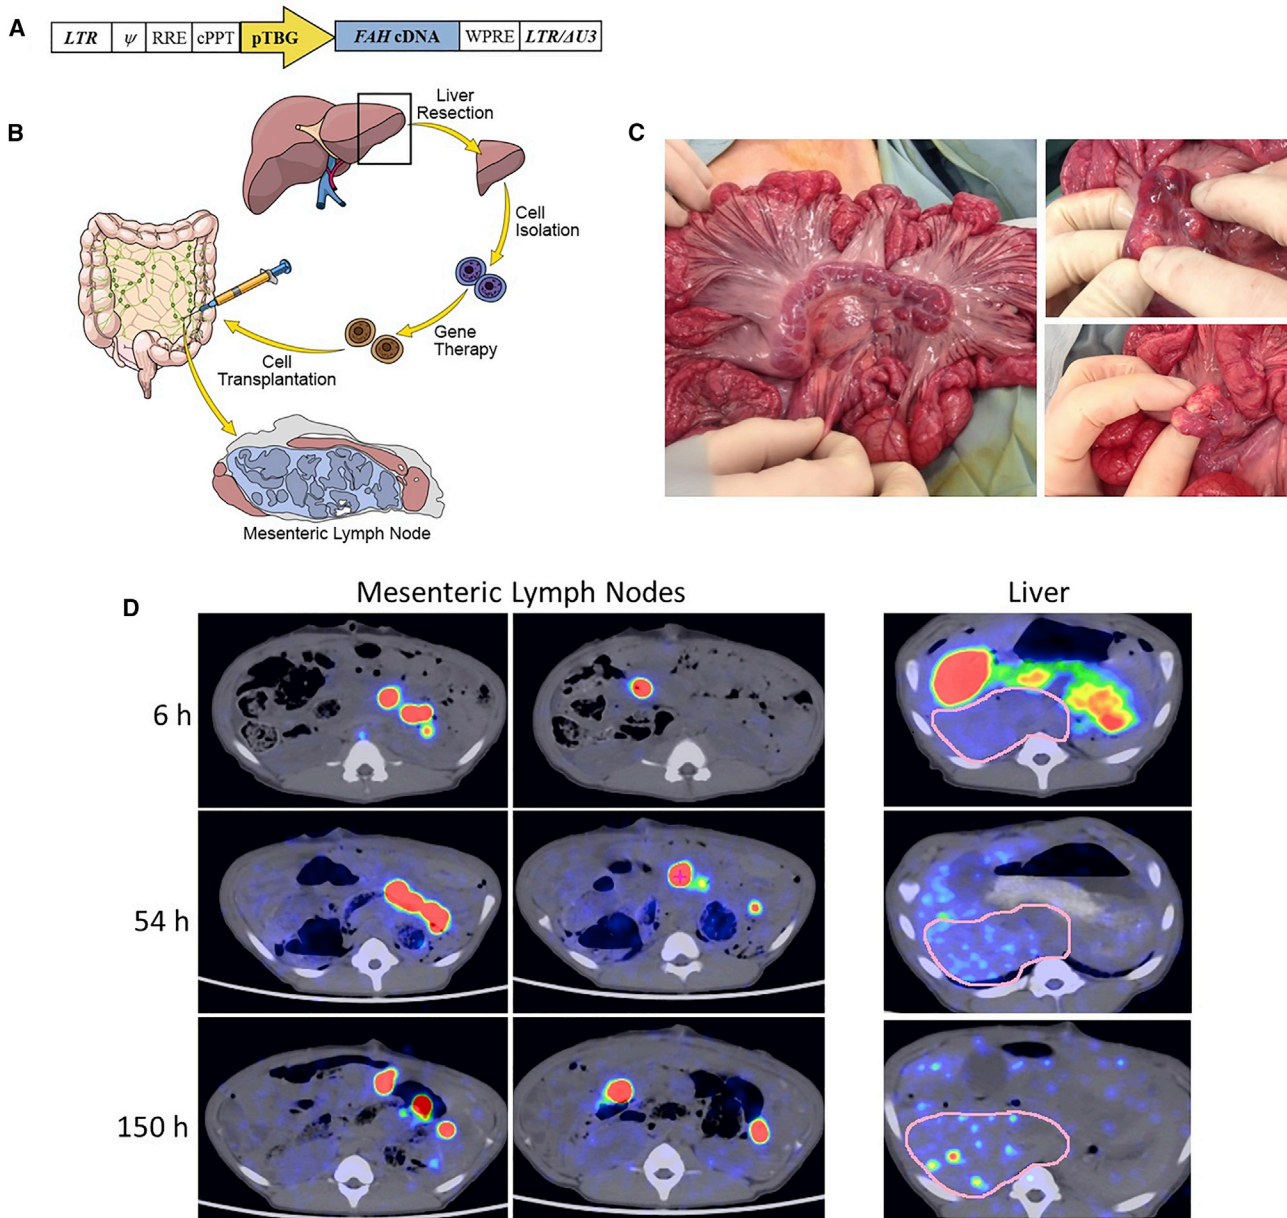 A
LTR ψ RRE cPPT pTBG FAH cDNA WPRE LTR/ΔU3
B
Liver
Resection
Cell
Isolation
Gene
Therapy
Cell
Transplantation
Mesenteric Lymph Node
C
D
Mesenteric Lymph Nodes
Liver
6 h
54 h
150 h